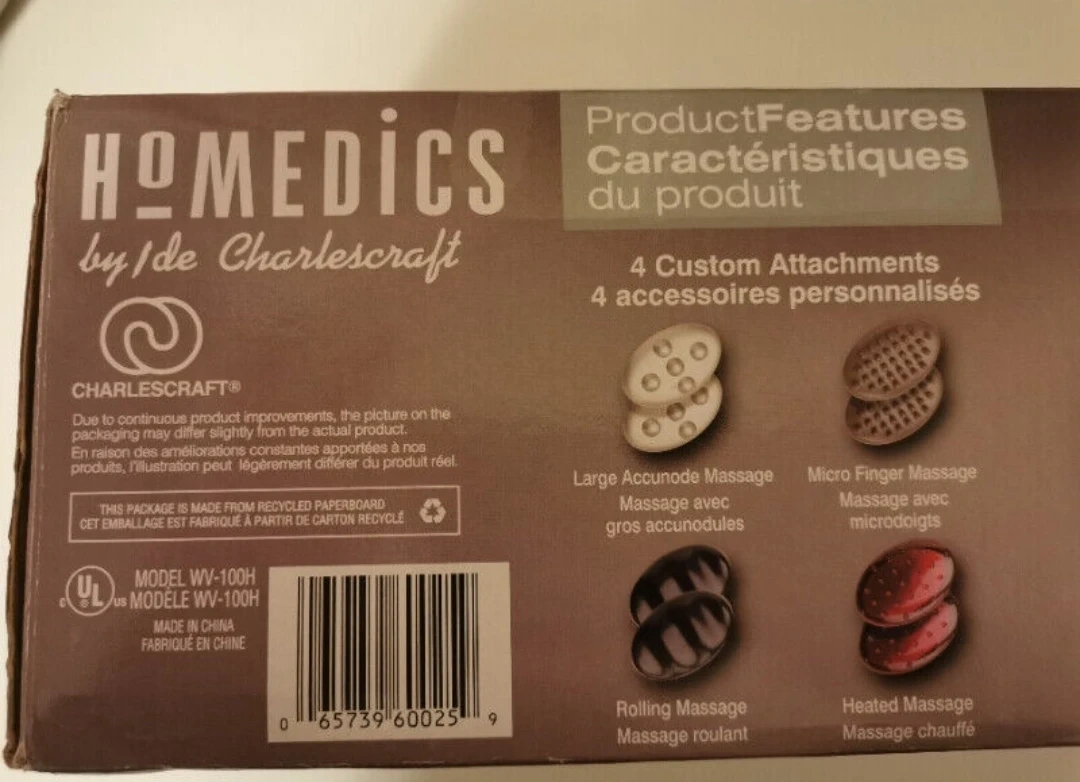 HoMEDiCS
by/de Charlescraft
CHARLESCRAFT®
Due to continuous product improvements, the picture on the
packaging may differ slightly from the actual product.
En raison des améliorations constantes apportées à nos
produits, l'illustration peut légèrement différer du produit réel.
THIS PACKAGE IS MADE FROM RECYCLED PAPERBOARD
CET EMBALLAGE EST FABRIQUÉ À PARTIR DE CARTON RECYCLÉ
C UL ® US
MODEL WV-100H
MODÈLE WV-100H
MADE IN CHINA
FABRIQUÉ EN CHINE
0 65739 60025 9
ProductFeatures
Caractéristiques
du produit
4 Custom Attachments
4 accessoires personnalisés
Large Accunode Massage
Massage avec
gros accunodules
Micro Finger Massage
Massage avec
microdoigts
Rolling Massage
Massage roulant
Heated Massage
Massage chauffé